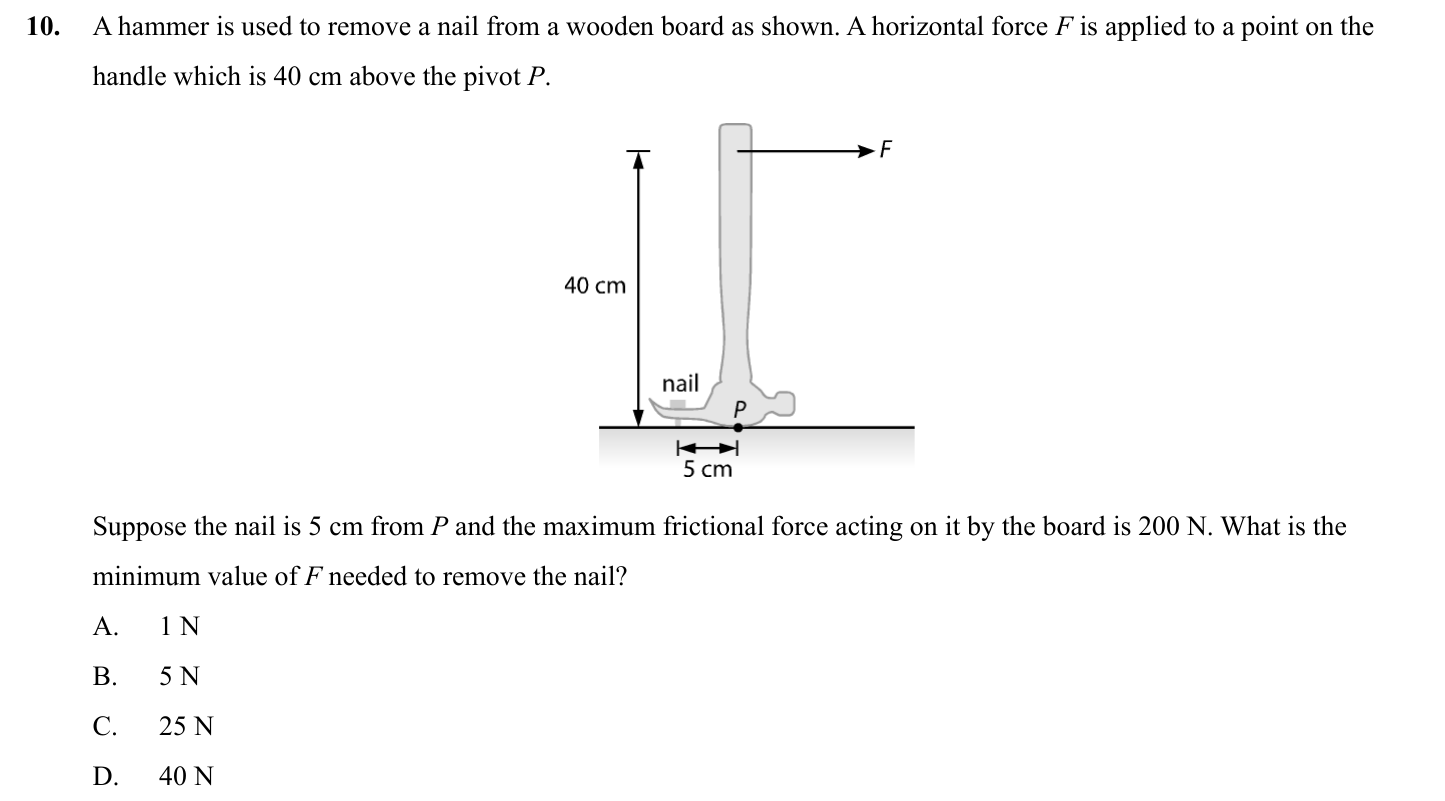 10. A hammer is used to remove a nail from a wooden board as shown. A horizontal force F is applied to a point on the
handle which is 40 cm above the pivot P.
F
40 cm
nail
P
5 cm
Suppose the nail is 5 cm from P and the maximum frictional force acting on it by the board is 200 N. What is the
minimum value of F needed to remove the nail?
A. 1 N
B. 5 N
C. 25 N
D. 40 N